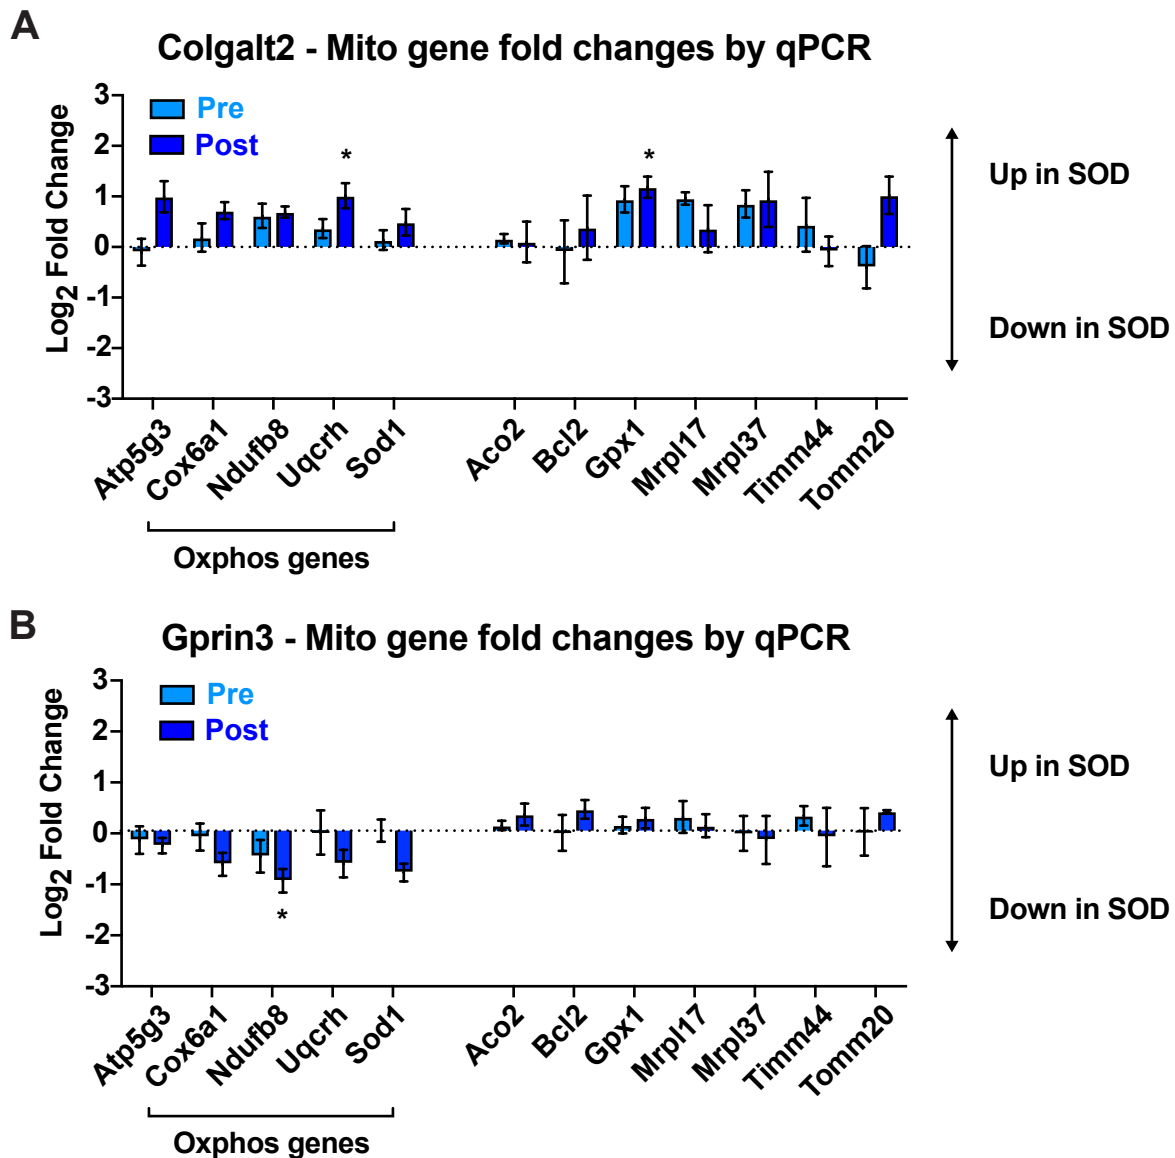 A
Colgalt2 - Mito gene fold changes by qPCR
Log2 Fold Change
3
2
1
0
-1
-2
-3
Pre
Post
*
*
Up in SOD
Down in SOD
Atp5g3
Cox6a1
Ndufb8
Uqcrh
Sod1
Aco2
Bcl2
Gpx1
Mrpl17
Mrpl37
Timm44
Tomm20
Oxphos genes
B
Gprin3 - Mito gene fold changes by qPCR
Log2 Fold Change
3
2
1
0
-1
-2
-3
Pre
Post
*
Up in SOD
Down in SOD
Atp5g3
Cox6a1
Ndufb8
Uqcrh
Sod1
Aco2
Bcl2
Gpx1
Mrpl17
Mrpl37
Timm44
Tomm20
Oxphos genes